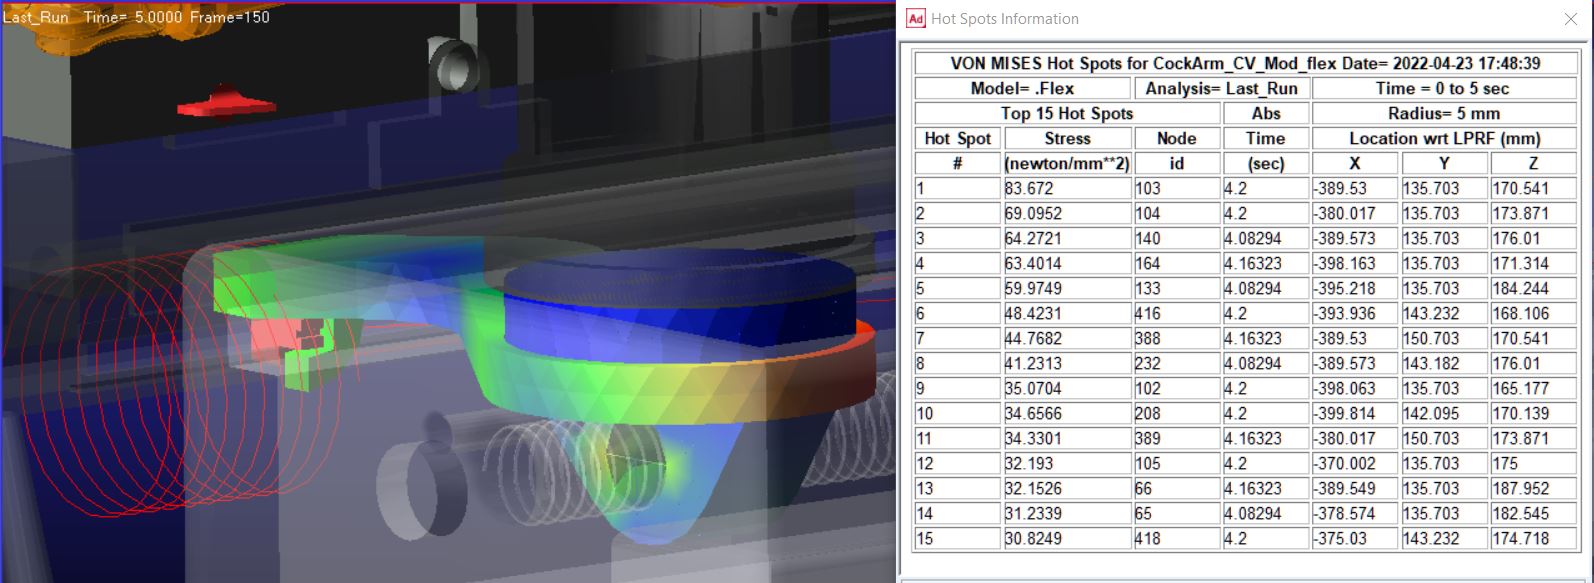 Last_Run Time= 5.0000 Frame=150
Ad Hot Spots Information
VON MISES Hot Spots for CockArm_CV_Mod_flex Date= 2022-04-23 17:48:39
Model= .Flex Analysis= Last_Run Time = 0 to 5 sec
Top 15 Hot Spots Abs Radius= 5 mm
Hot Spot Stress Node Time Location wrt LPRF (mm)
# (newton/mm**2) id (sec) X Y Z
1 83.672 103 4.2 -389.53 135.703 170.541
2 69.0952 104 4.2 -380.017 135.703 173.871
3 64.2721 140 4.08294 -389.573 135.703 176.01
4 63.4014 164 4.16323 -398.163 135.703 171.314
5 59.9749 133 4.08294 -395.218 135.703 184.244
6 48.4231 416 4.2 -393.936 143.232 168.106
7 44.7682 388 4.16323 -389.53 150.703 170.541
8 41.2313 232 4.08294 -389.573 143.182 176.01
9 35.0704 102 4.2 -398.063 135.703 165.177
10 34.6566 208 4.2 -399.814 142.095 170.139
11 34.3301 389 4.16323 -380.017 150.703 173.871
12 32.193 105 4.2 -370.002 135.703 175
13 32.1526 66 4.16323 -389.549 135.703 187.952
14 31.2339 65 4.08294 -378.574 135.703 182.545
15 30.8249 418 4.2 -375.03 143.232 174.718